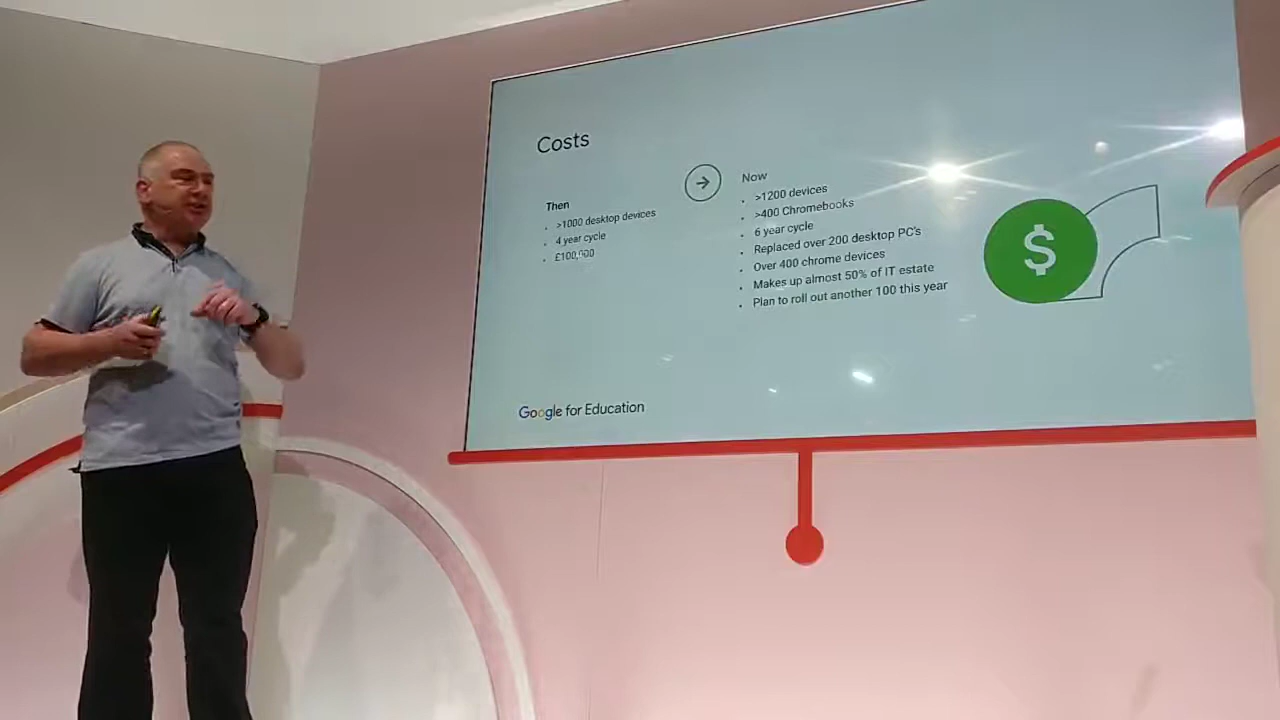 Costs
Then
>1000 desktop devices
4 year cycle
£100,000
Now
>1200 devices
>400 Chromebooks
6 year cycle
Replaced over 200 desktop PC's
Over 400 chrome devices
Makes up almost 50% of IT estate
Plan to roll out another 100 this year
$
Google for Education